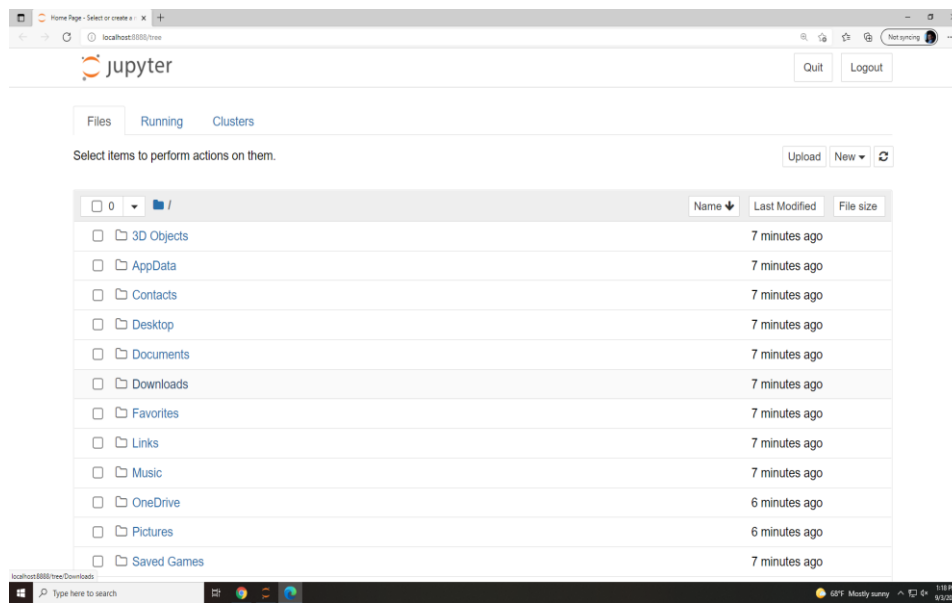 Home Page - Select or create a n
localhost:8888/tree
Not syncing
jupyter
Quit Logout
Files Running Clusters
Select items to perform actions on them.
Upload New
0 / Name Last Modified File size
3D Objects 7 minutes ago
AppData 7 minutes ago
Contacts 7 minutes ago
Desktop 7 minutes ago
Documents 7 minutes ago
Downloads 7 minutes ago
Favorites 7 minutes ago
Links 7 minutes ago
Music 7 minutes ago
OneDrive 6 minutes ago
Pictures 6 minutes ago
Saved Games 7 minutes ago
localhost:8888/tree/Downloads
Type here to search 68°F Mostly sunny 1:18 P